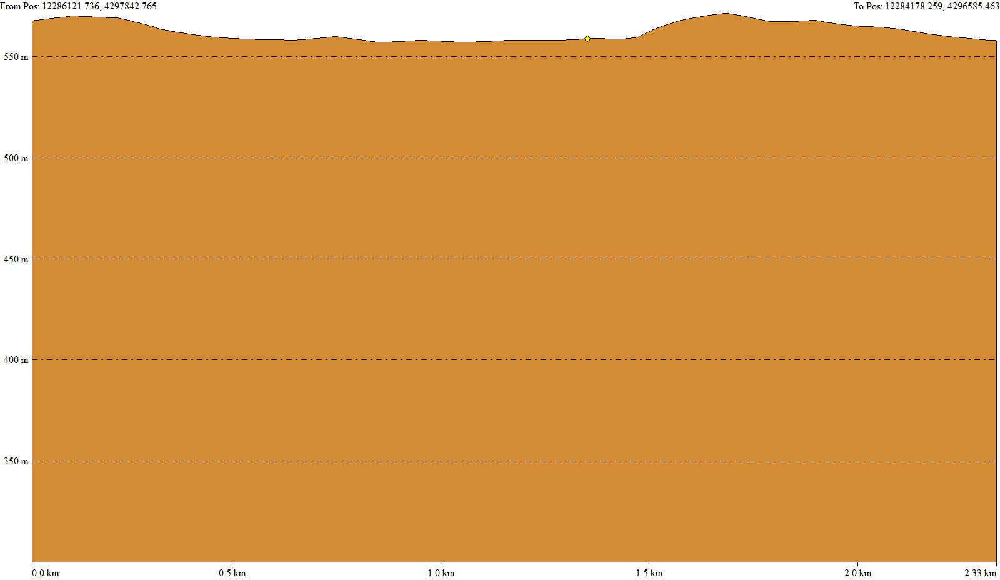 From Pos: 12286121.736, 4297842.765
To Pos: 12284178.259, 4296585.463
550 m
500 m
450 m
400 m
350 m
0.0 km
0.5 km
1.0 km
1.5 km
2.0 km
2.33 km